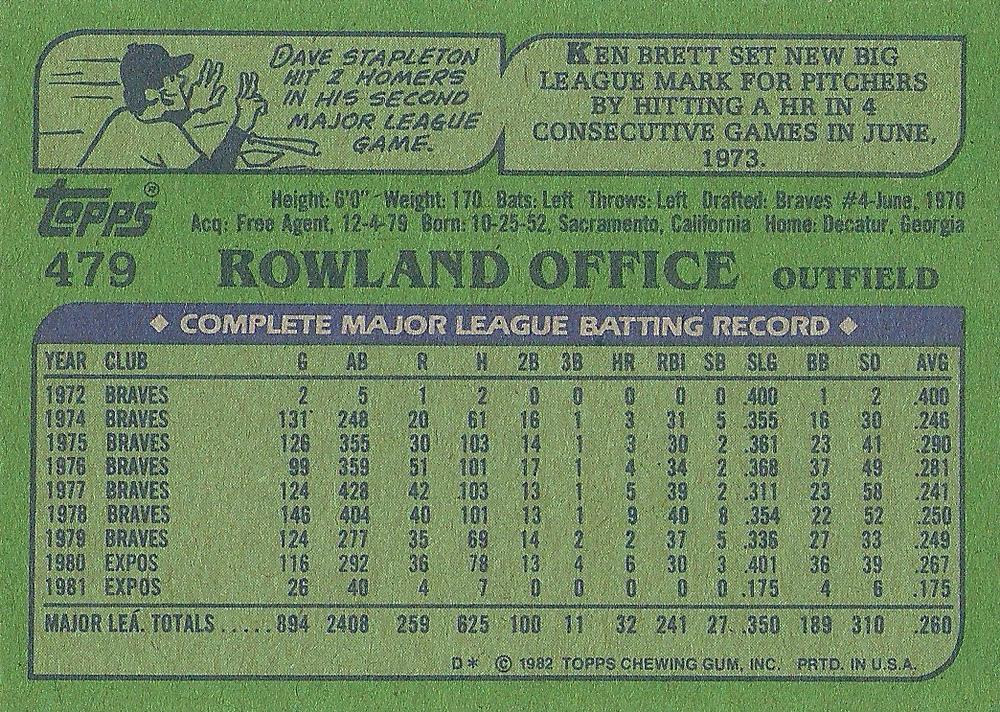 DAVE STAPLETON
HIT 2 HOMERS
IN HIS SECOND
MAJOR LEAGUE
GAME.
KEN BRETT SET NEW BIG
LEAGUE MARK FOR PITCHERS
BY HITTING A HR IN 4
CONSECUTIVE GAMES IN JUNE,
1973.
Topps®
Height: 6'0" Weight: 170 Bats: Left Throws: Left Drafted: Braves #4-June, 1970
Acq: Free Agent, 12-4-79 Born: 10-25-52, Sacramento, California Home: Decatur, Georgia
479 ROWLAND OFFICE OUTFIELD
◆ COMPLETE MAJOR LEAGUE BATTING RECORD ◆
YEAR CLUB G AB R H 2B 3B HR RBI SB SLG BB SO AVG
1972 BRAVES 2 5 1 2 0 0 0 0 0 .400 1 2 .400
1974 BRAVES 131 248 20 61 16 1 3 31 5 .355 16 30 .246
1975 BRAVES 126 355 30 103 14 1 3 30 2 .361 23 41 .290
1976 BRAVES 99 359 51 101 17 1 4 34 2 .368 37 49 .281
1977 BRAVES 124 428 42 103 13 1 5 39 2 .311 23 58 .241
1978 BRAVES 146 404 40 101 13 1 9 40 8 .354 22 52 .250
1979 BRAVES 124 277 35 69 14 2 2 37 5 .336 27 33 .249
1980 EXPOS 116 292 36 78 13 4 6 30 3 .401 36 39 .267
1981 EXPOS 26 40 4 7 0 0 0 0 0 .175 4 6 .175
MAJOR LEA. TOTALS .....894 2408 259 625 100 11 32 241 27 .350 189 310 .260
D* © 1982 TOPPS CHEWING GUM, INC. PRTD. IN U.S.A.